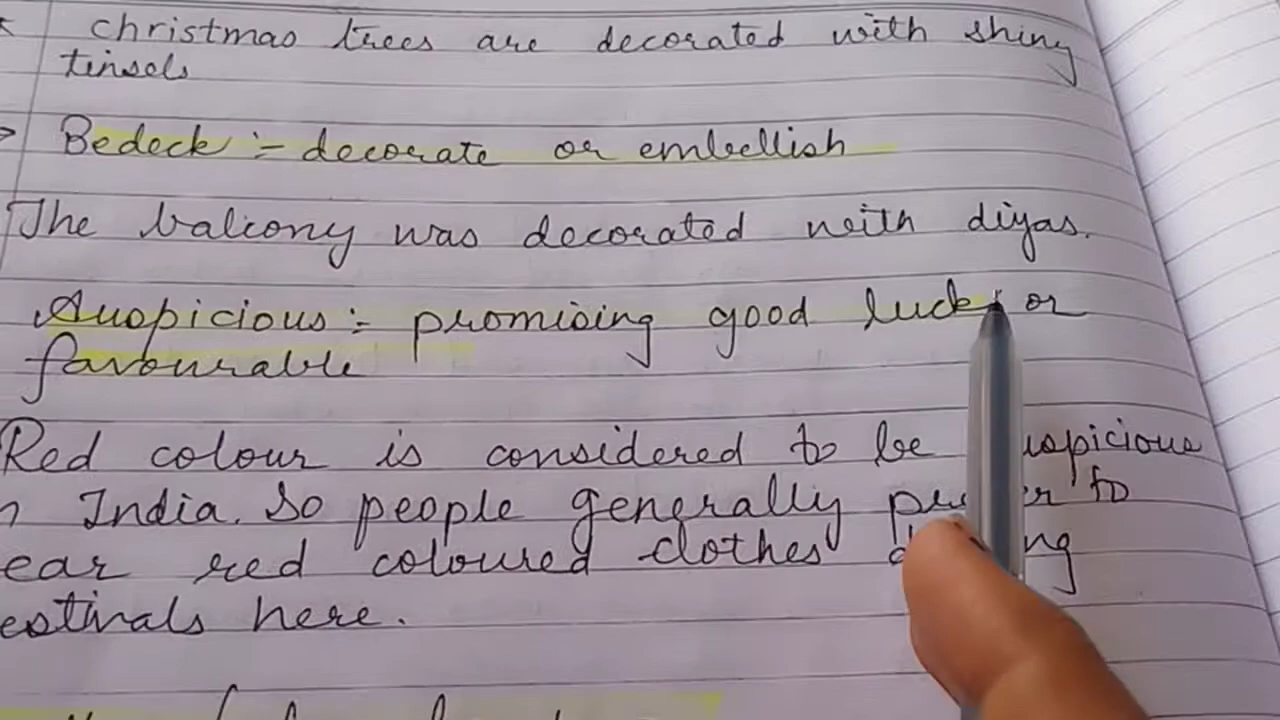 christmas trees are decorated with shiny
tinsels
Bedeck :- decorate or embellish
The balcony was decorated with diyas.
Auspicious :- promising good luck or
favourable
Red colour is considered to be uspicious
India. So people generally to
ear red coloured clothes
estivals here.